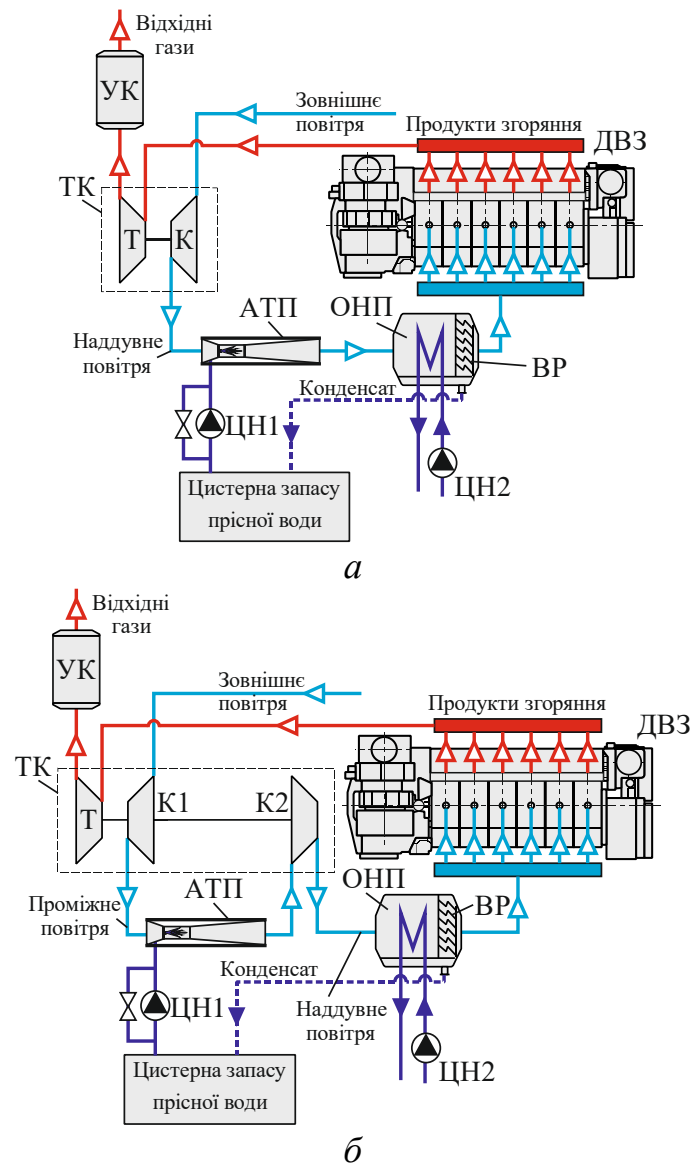 Відхідні
гази
УК
Зовнішнє
повітря
Продукти згоряння
ДВЗ
ТК
Т
К
АТП
ОНП
Наддувне
повітря
ВР
Конденсат
ЦН1
ЦН2
Цистерна запасу
прісної води
а
Відхідні
гази
УК
Зовнішнє
повітря
Продукти згоряння
ДВЗ
ТК
Т
К1
К2
ОНП
АТП
ВР
Проміжне
повітря
Конденсат
Наддувне
повітря
ЦН1
ЦН2
Цистерна запасу
прісної води
б